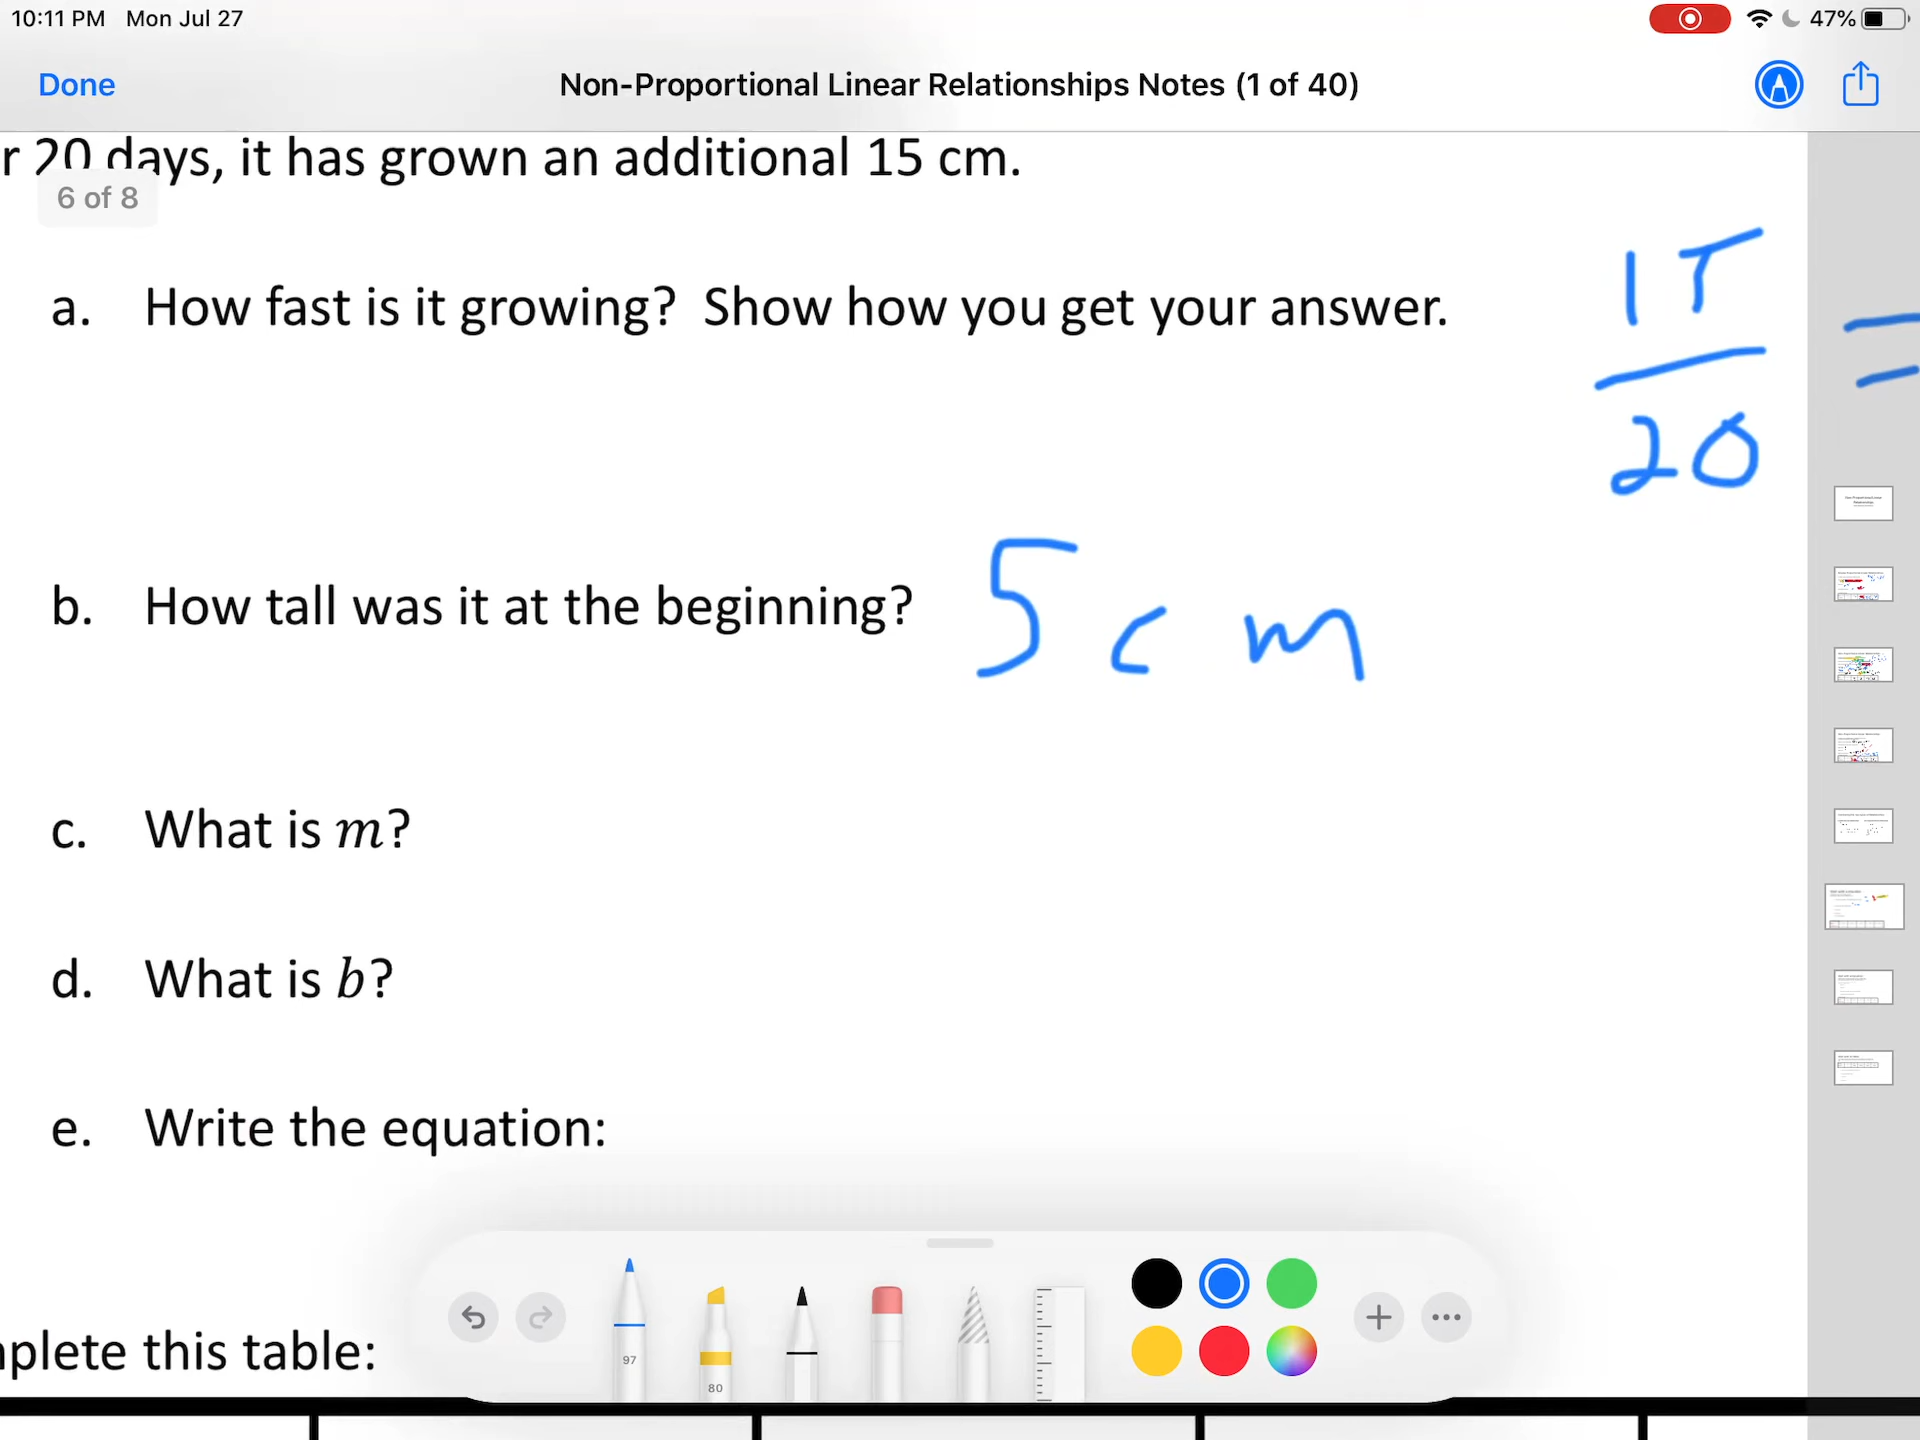 10:11 PM Mon Jul 27
47%
Done
Non-Proportional Linear Relationships Notes (1 of 40)
r 20 days, it has grown an additional 15 cm.
6 of 8
a. How fast is it growing? Show how you get your answer.
15
=
20
b. How tall was it at the beginning? 5 cm
c. What is m?
d. What is b?
e. Write the equation:
plete this table:
97
80